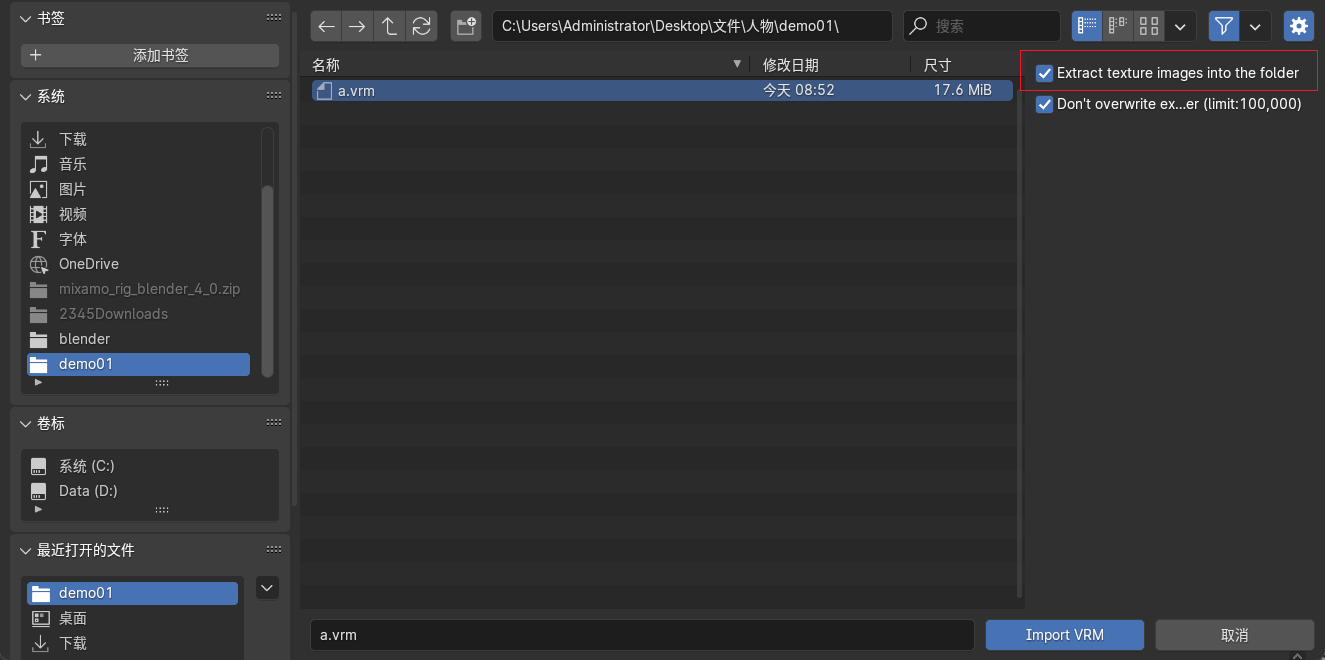 书签
添加书签
系统
下载
音乐
图片
视频
字体
OneDrive
mixamo_rig_blender_4_0.zip
2345Downloads
blender
demo01
卷标
系统 (C:)
Data (D:)
最近打开的文件
demo01
桌面
下载
C:\Users\Administrator\Desktop\文件\人物\demo01\
搜索
名称 修改日期 尺寸
a.vrm 今天 08:52 17.6 MiB
Extract texture images into the folder
Don't overwrite ex...er (limit:100,000)
a.vrm
Import VRM
取消